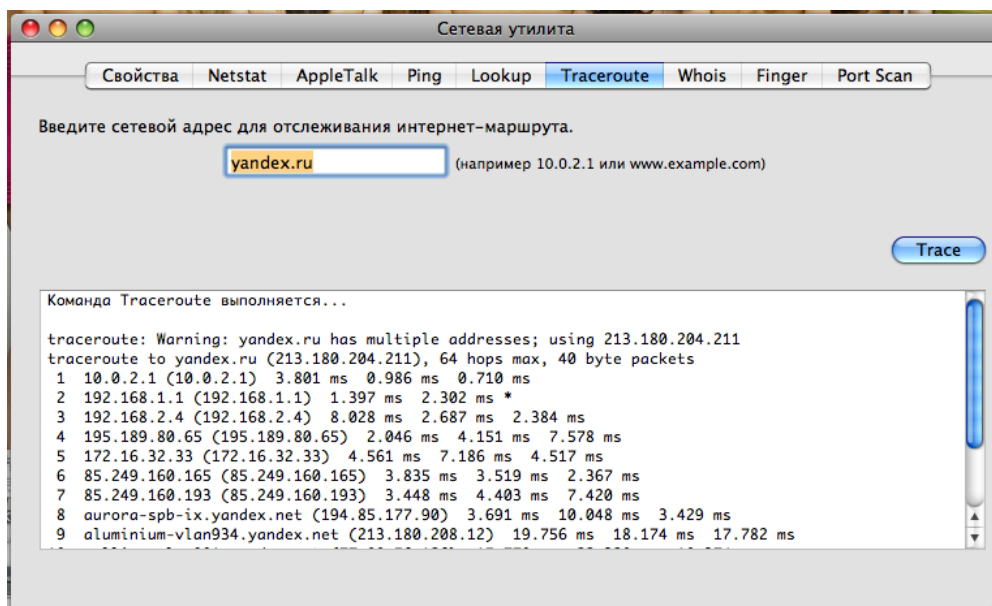 Сетевая утилита
Свойства Netstat AppleTalk Ping Lookup Traceroute Whois Finger Port Scan
Введите сетевой адрес для отслеживания интернет-маршрута.
yandex.ru (например 10.0.2.1 или www.example.com)
Trace
Команда Traceroute выполняется...
traceroute: Warning: yandex.ru has multiple addresses; using 213.180.204.211
traceroute to yandex.ru (213.180.204.211), 64 hops max, 40 byte packets
1 10.0.2.1 (10.0.2.1) 3.801 ms 0.986 ms 0.710 ms
2 192.168.1.1 (192.168.1.1) 1.397 ms 2.302 ms *
3 192.168.2.4 (192.168.2.4) 8.028 ms 2.687 ms 2.384 ms
4 195.189.80.65 (195.189.80.65) 2.046 ms 4.151 ms 7.578 ms
5 172.16.32.33 (172.16.32.33) 4.561 ms 7.186 ms 4.517 ms
6 85.249.160.165 (85.249.160.165) 3.835 ms 3.519 ms 2.367 ms
7 85.249.160.193 (85.249.160.193) 3.448 ms 4.403 ms 7.420 ms
8 aurora-spb-ix.yandex.net (194.85.177.90) 3.691 ms 10.048 ms 3.429 ms
9 aluminium-vlan934.yandex.net (213.180.208.12) 19.756 ms 18.174 ms 17.782 ms